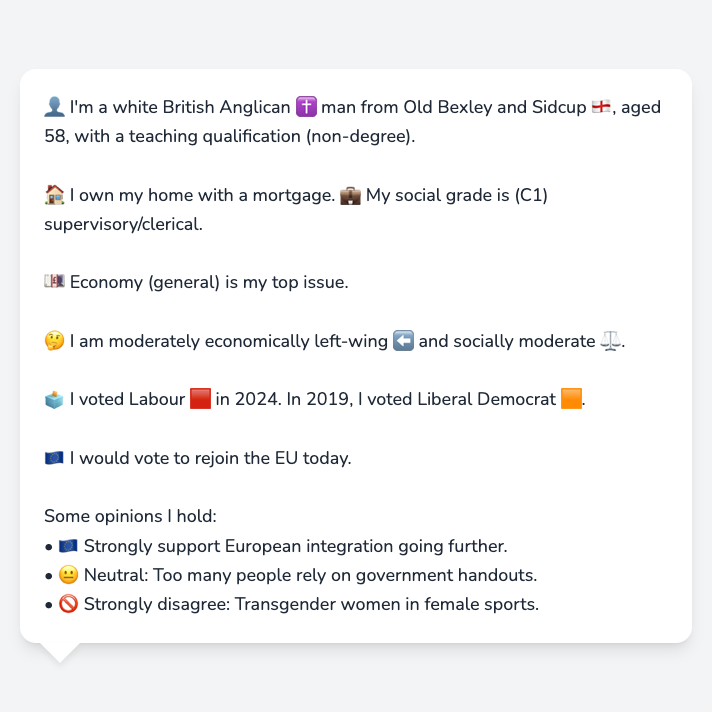 👤 I'm a white British Anglican ✝️ man from Old Bexley and Sidcup 🏴󠁧󠁢󠁥󠁮󠁧󠁿, aged
58, with a teaching qualification (non-degree).
🏠 I own my home with a mortgage. 💼 My social grade is (C1)
supervisory/clerical.
💷 Economy (general) is my top issue.
🤔 I am moderately economically left-wing ⬅️ and socially moderate ⚖️.
🗳️ I voted Labour 🟥 in 2024. In 2019, I voted Liberal Democrat 🟧.
🇪🇺 I would vote to rejoin the EU today.
Some opinions I hold:
• 🇪🇺 Strongly support European integration going further.
• 😐 Neutral: Too many people rely on government handouts.
• 🚫 Strongly disagree: Transgender women in female sports.